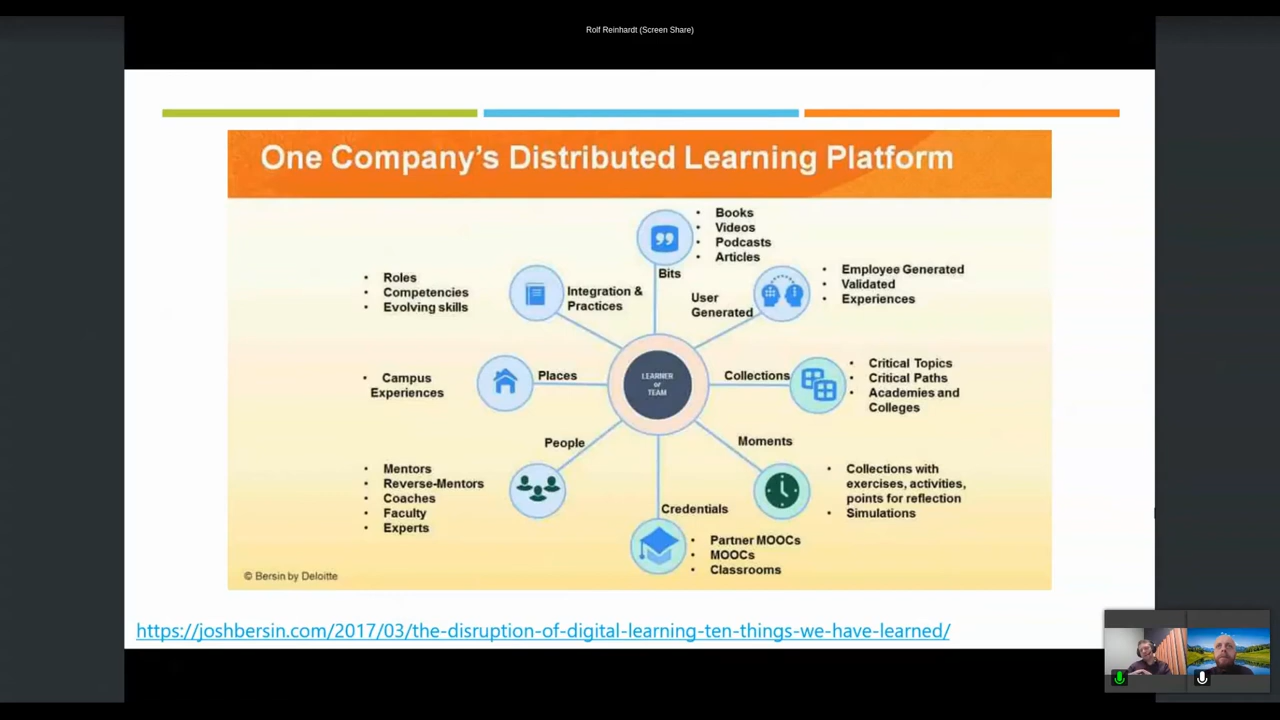 Rolf Reinhardt (Screen Share)
One Company's Distributed Learning Platform
• Books
• Videos
• Podcasts
• Articles
Bits
• Roles
• Competencies
• Evolving skills
Integration &
Practices
User
Generated
• Employee Generated
• Validated
• Experiences
• Campus
Experiences
Places
LEARNER
or
TEAM
Collections
• Critical Topics
• Critical Paths
• Academies and
Colleges
People
• Mentors
• Reverse-Mentors
• Coaches
• Faculty
• Experts
Moments
• Collections with
exercises, activities,
points for reflection
• Simulations
Credentials
• Partner MOOCs
• MOOCs
• Classrooms
© Bersin by Deloitte
https://joshbersin.com/2017/03/the-disruption-of-digital-learning-ten-things-we-have-learned/